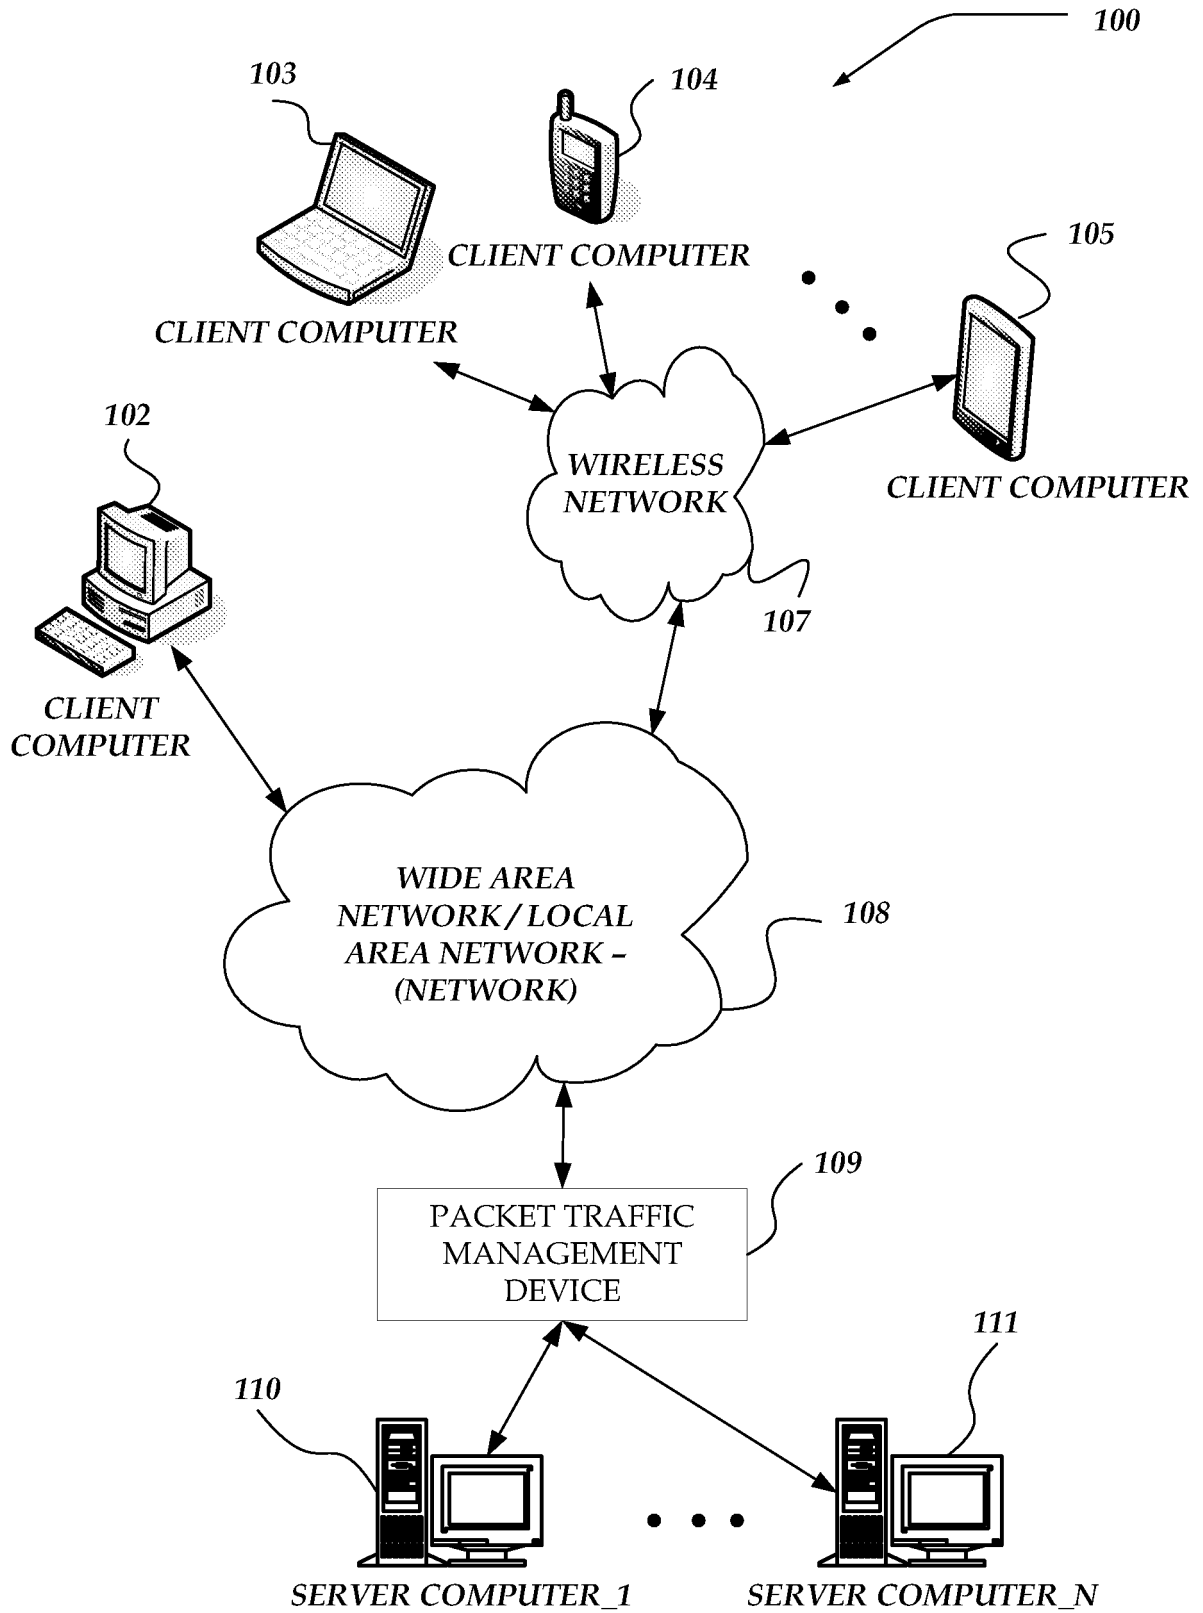 100
103
104
CLIENT COMPUTER
105
CLIENT COMPUTER
102
WIRELESS
NETWORK
CLIENT COMPUTER
107
CLIENT
COMPUTER
WIDE AREA
NETWORK / LOCAL
AREA NETWORK –
(NETWORK)
108
109
PACKET TRAFFIC
MANAGEMENT
DEVICE
111
110
SERVER COMPUTER_1
SERVER COMPUTER_N